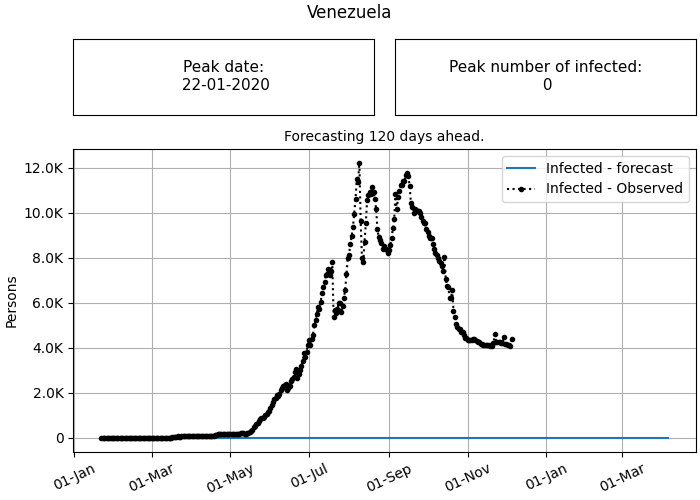 Venezuela
Peak date:
22-01-2020
Peak number of infected:
0
Forecasting 120 days ahead.
Infected - forecast
Infected - Observed
12.0K
10.0K
8.0K
6.0K
4.0K
2.0K
0
Persons
01-Jan
01-Mar
01-May
01-Jul
01-Sep
01-Nov
01-Jan
01-Mar